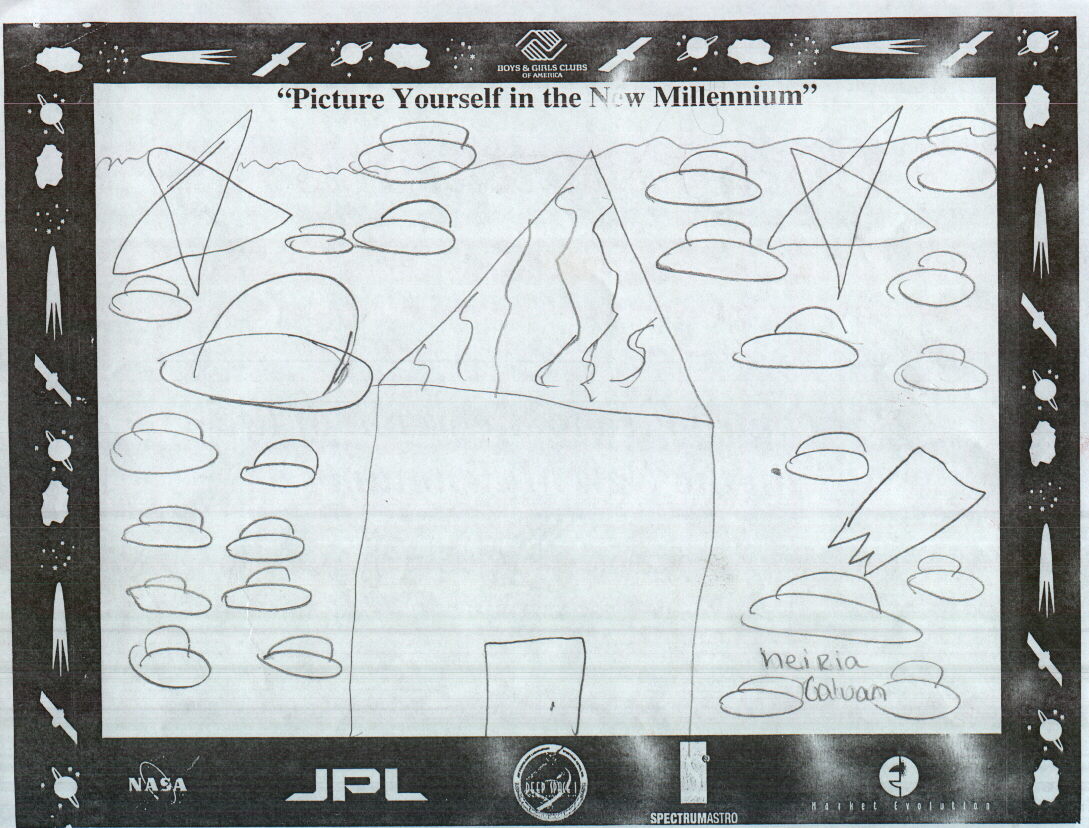 BOYS & GIRLS CLUBS
OF AMERICA
“Picture Yourself in the New Millennium”
heiria
Galvan
NASA
JPL
DEEP SPACE 1
SPECTRUMASTRO
Market Evolution